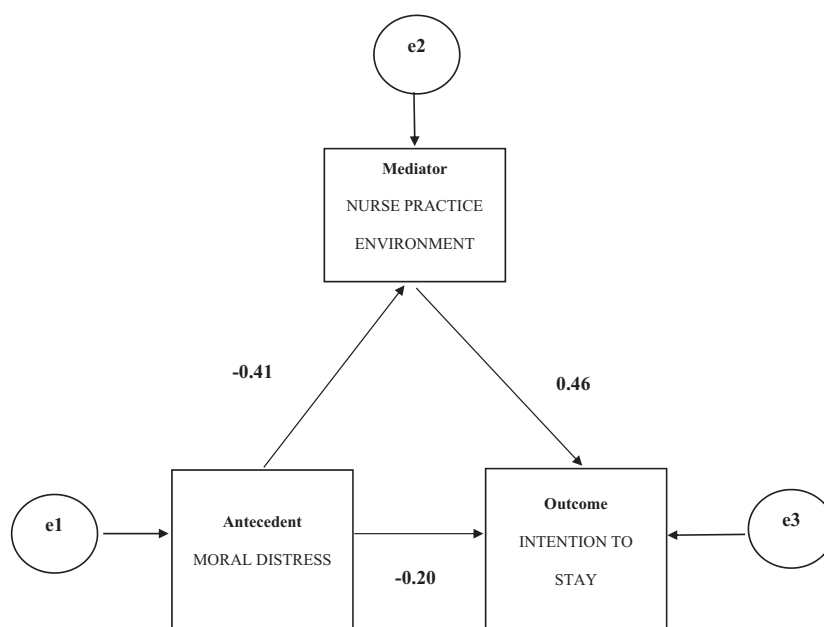 e2
Mediator
NURSE PRACTICE
ENVIRONMENT
-0.41
0.46
e1
Antecedent
MORAL DISTRESS
-0.20
Outcome
INTENTION TO
STAY
e3